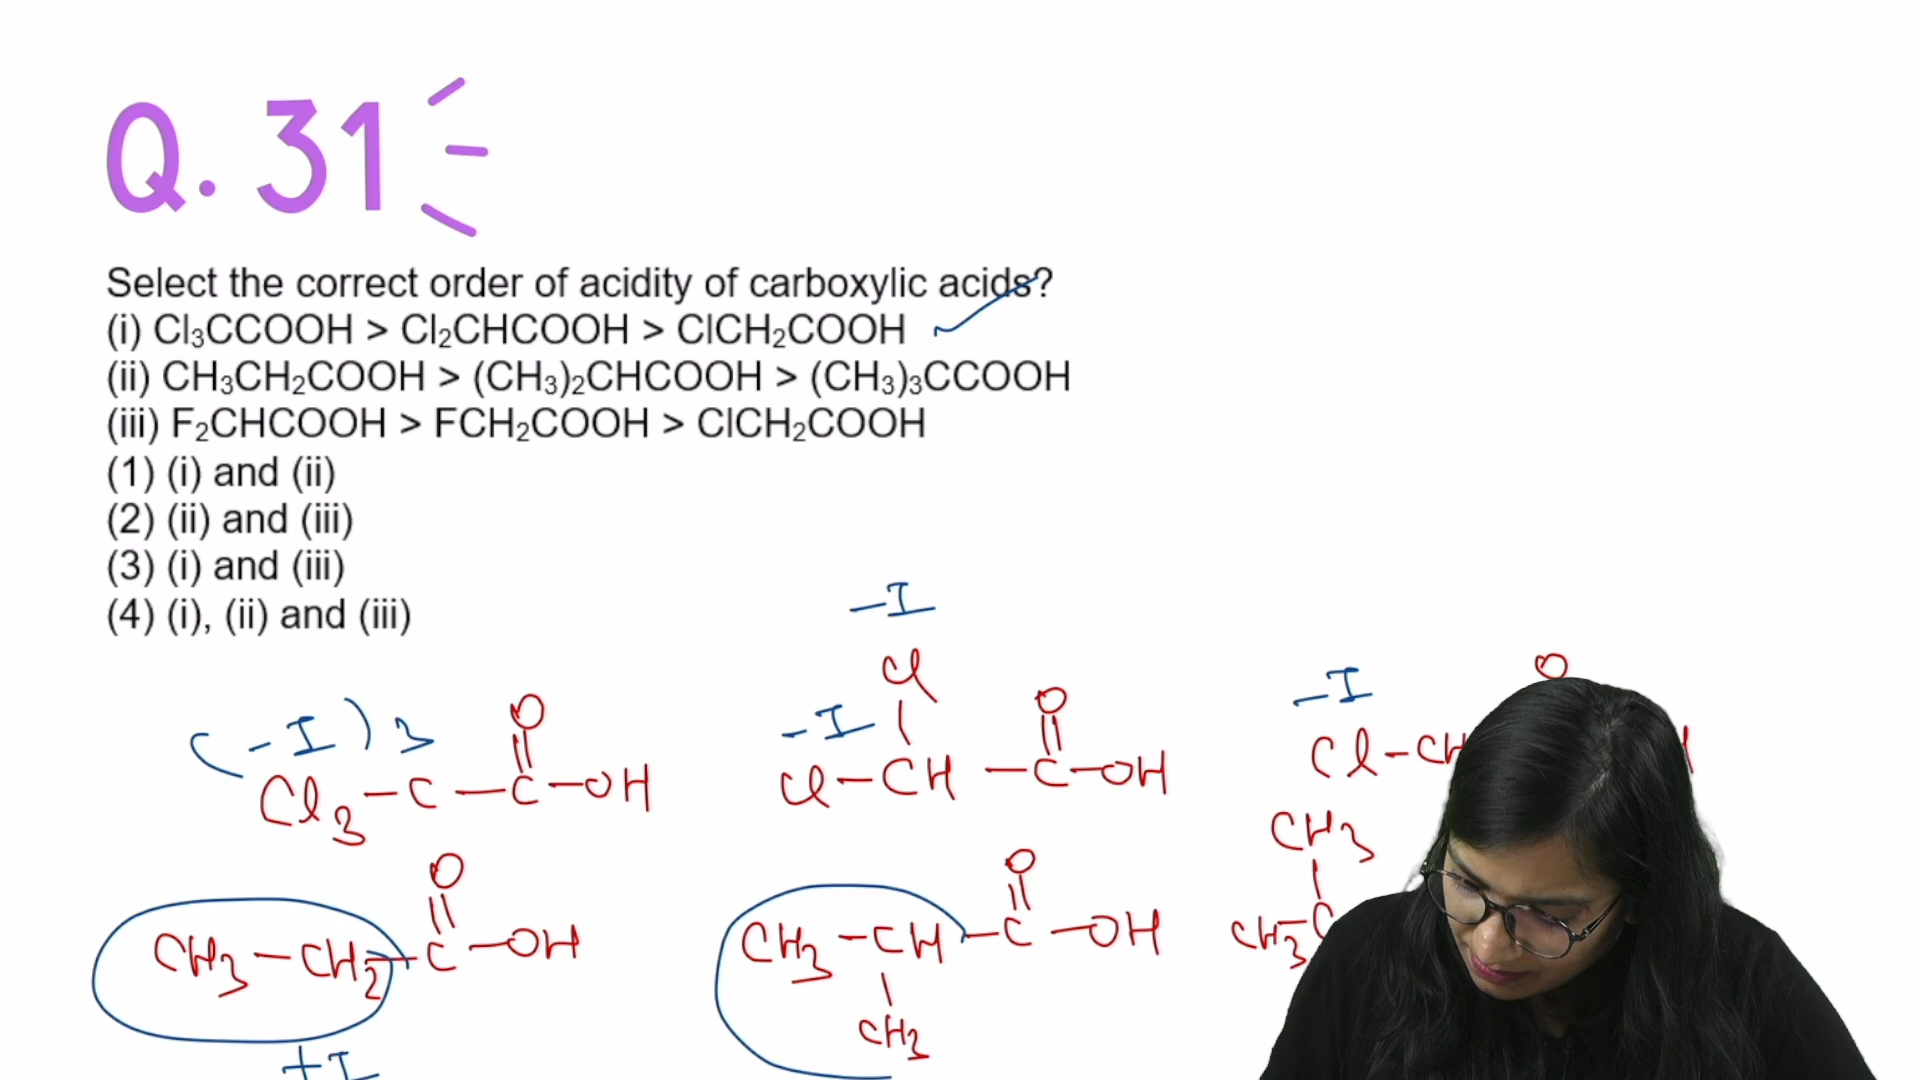 Q. 31
Select the correct order of acidity of carboxylic acids?
(i) Cl₃CCOOH > Cl₂CHCOOH > ClCH₂COOH
(ii) CH₃CH₂COOH > (CH₃)₂CHCOOH > (CH₃)₃CCOOH
(iii) F₂CHCOOH > FCH₂COOH > ClCH₂COOH
(1) (i) and (ii)
(2) (ii) and (iii)
(3) (i) and (iii)
(4) (i), (ii) and (iii)
-I
Cl
O
-I
(-I)3
-I
O
O
Cl-CH
Cl3-C-C-OH
Cl-CH-C-OH
CH3
O
O
CH3-CH2-C-OH
CH3-CH-C-OH
CH3-C
CH3
+I